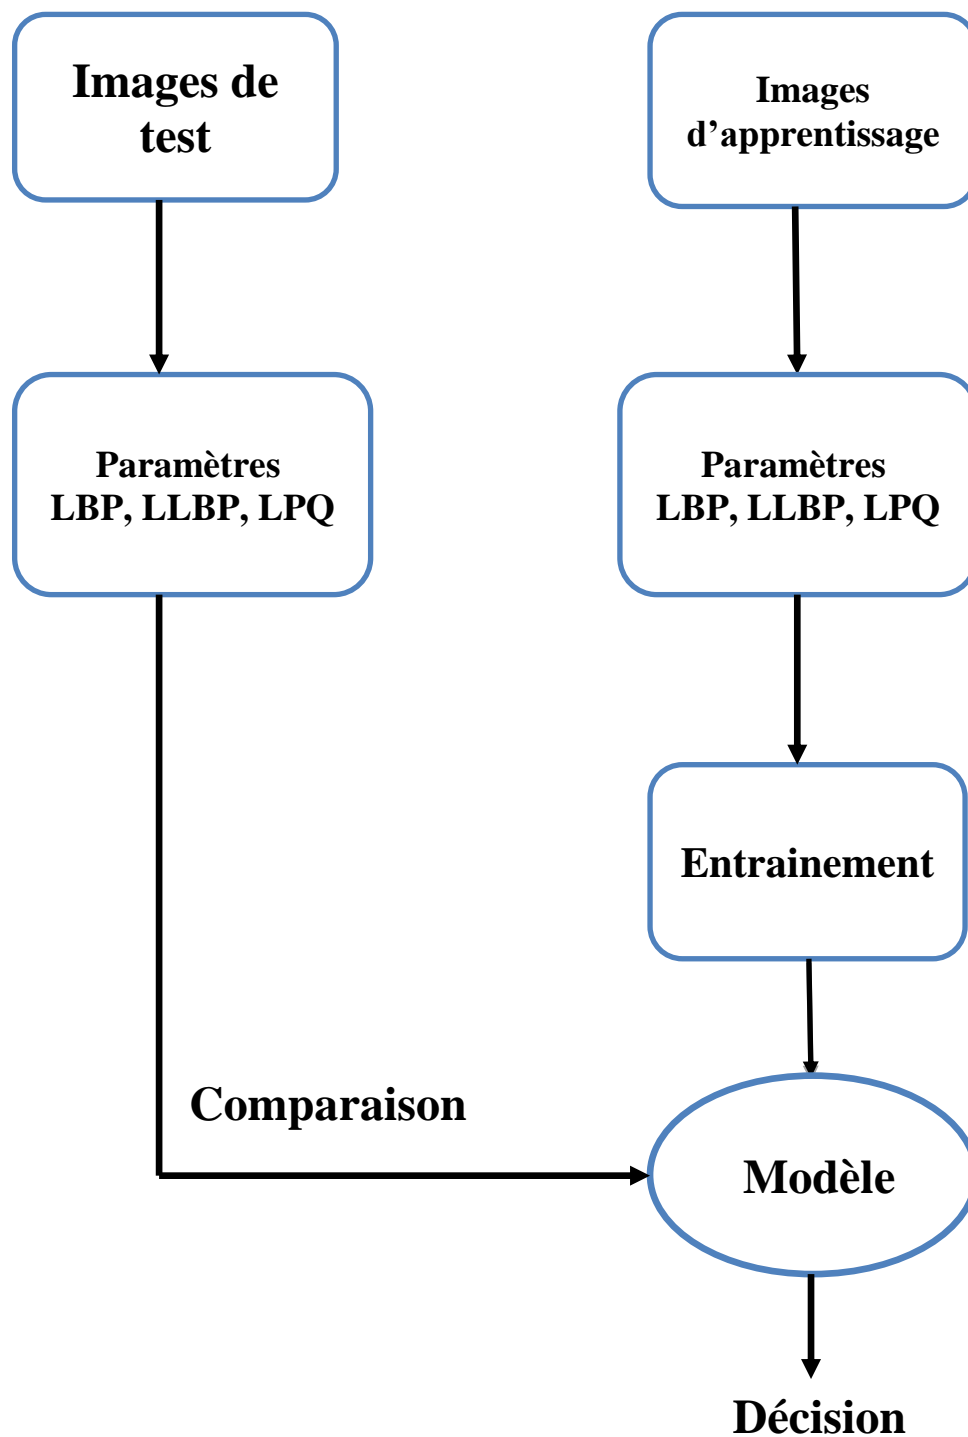 Images de
test
Images
d’apprentissage
Paramètres
LBP, LLBP, LPQ
Paramètres
LBP, LLBP, LPQ
Entrainement
Comparaison
Modèle
Décision